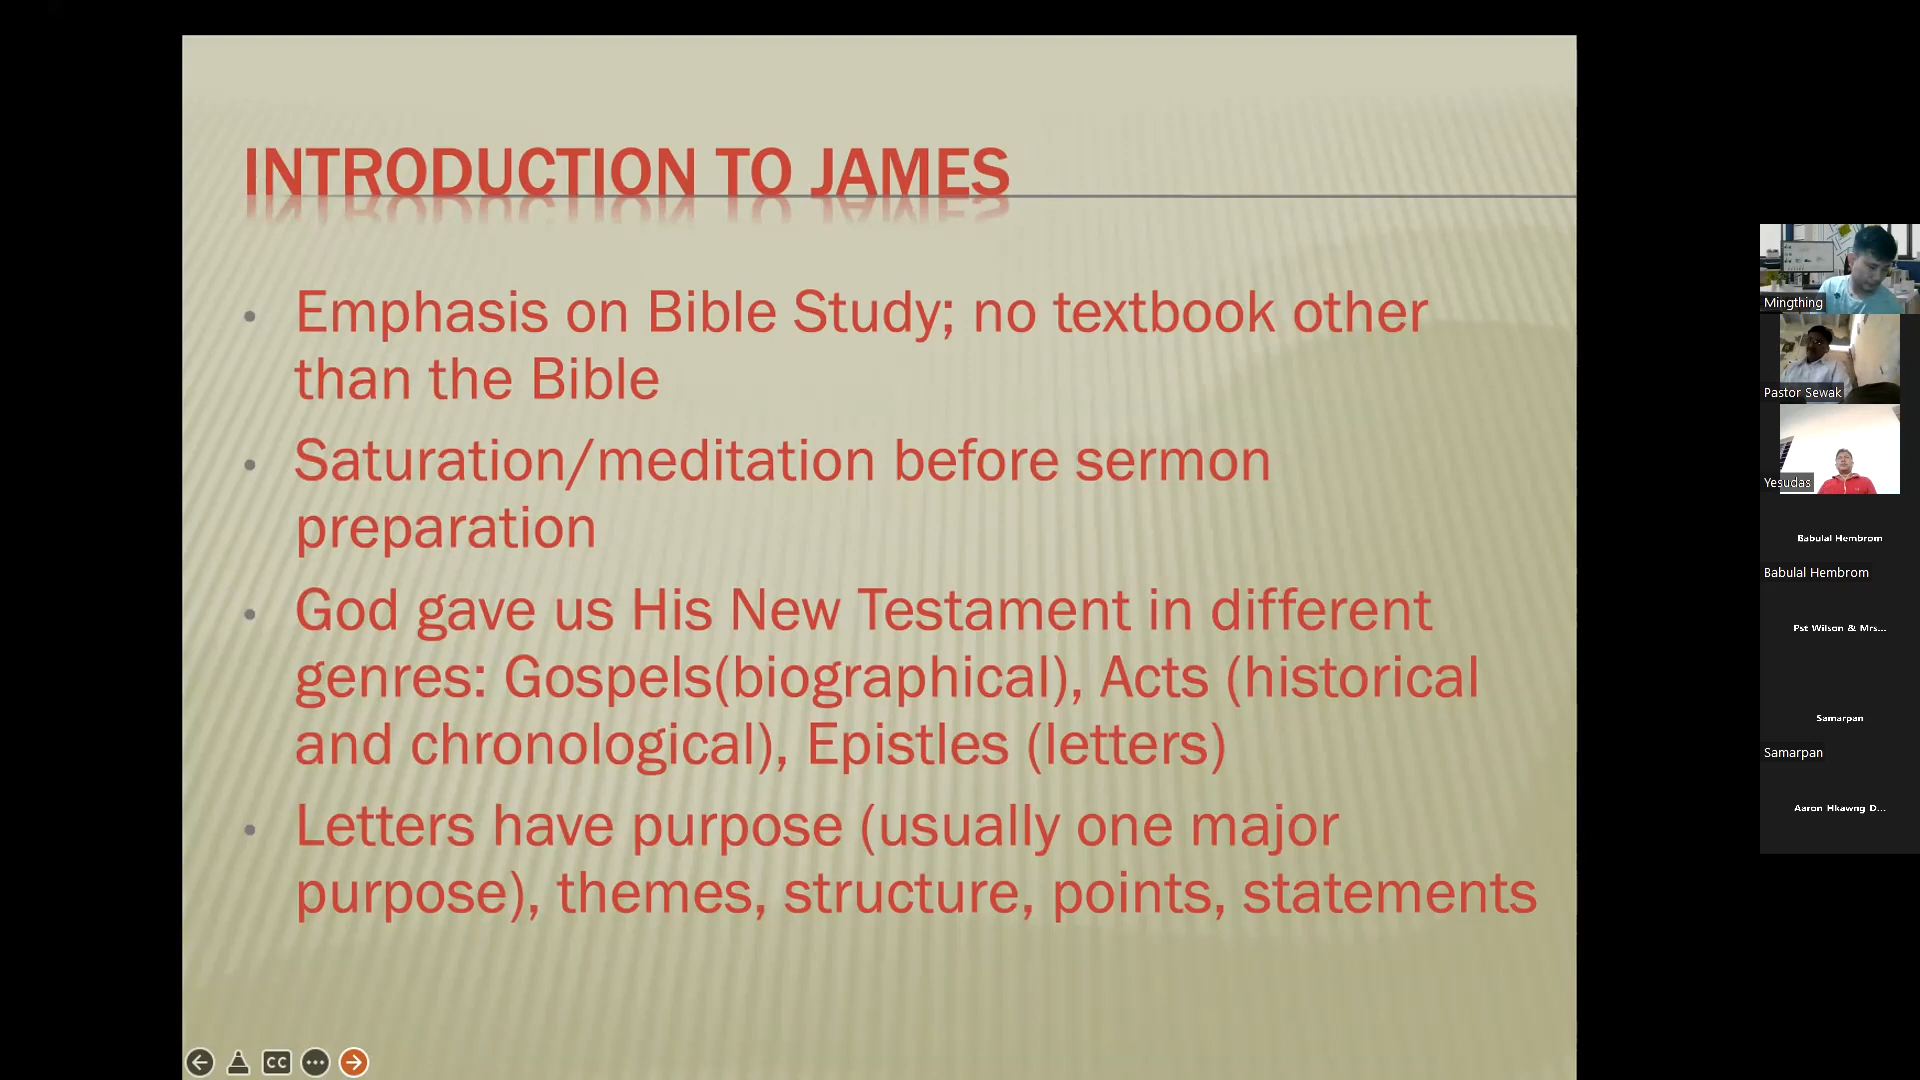 INTRODUCTION TO JAMES
• Emphasis on Bible Study; no textbook other
than the Bible
• Saturation/meditation before sermon
preparation
• God gave us His New Testament in different
genres: Gospels(biographical), Acts (historical
and chronological), Epistles (letters)
• Letters have purpose (usually one major
purpose), themes, structure, points, statements
CC
Mingthing
Pastor Sewak
Yesudas
Babulal Hembrom
Babulal Hembrom
Pst Wilson & Mrs...
Samarpan
Samarpan
Aaron Hkawng D...